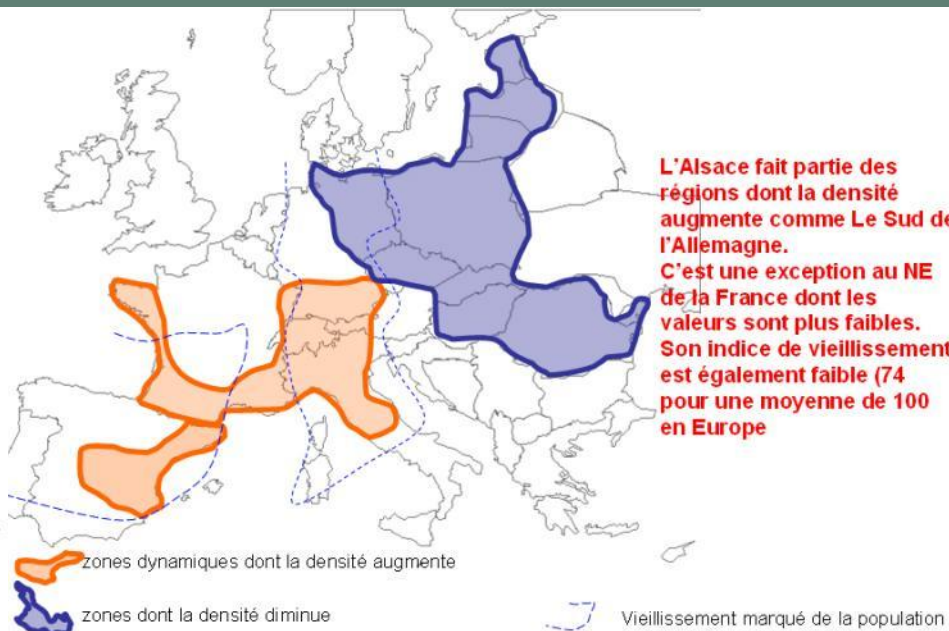 L'Alsace fait partie des
régions dont la densité
augmente comme Le Sud de
l'Allemagne.
C'est une exception au NE
de la France dont les
valeurs sont plus faibles.
Son indice de vieillissement
est également faible (74
pour une moyenne de 100
en Europe
zones dynamiques dont la densité augmente
zones dont la densité diminue
Vieillissement marqué de la population